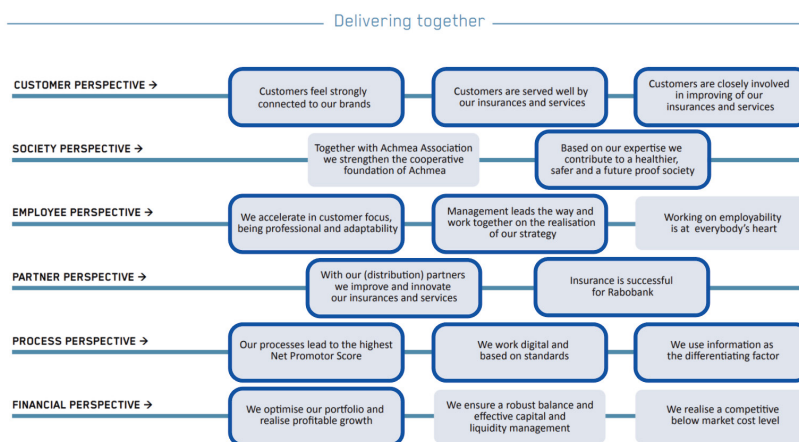 Delivering together
CUSTOMER PERSPECTIVE →
Customers feel strongly
connected to our brands
Customers are served well by
our insurances and services
Customers are closely involved
in improving of our
insurances and services
SOCIETY PERSPECTIVE →
Together with Achmea Association
we strengthen the cooperative
foundation of Achmea
Based on our expertise we
contribute to a healthier,
safer and a future proof society
EMPLOYEE PERSPECTIVE →
We accelerate in customer focus,
being professional and adaptability
Management leads the way and
work together on the realisation
of our strategy
Working on employability
is at everybody's heart
PARTNER PERSPECTIVE →
With our (distribution) partners
we improve and innovate
our insurances and services
Insurance is successful
for Rabobank
PROCESS PERSPECTIVE →
Our processes lead to the highest
Net Promotor Score
We work digital and
based on standards
We use information as
the differentiating factor
FINANCIAL PERSPECTIVE →
We optimise our portfolio and
realise profitable growth
We ensure a robust balance and
effective capital and
liquidity management
We realise a competitive
below market cost level